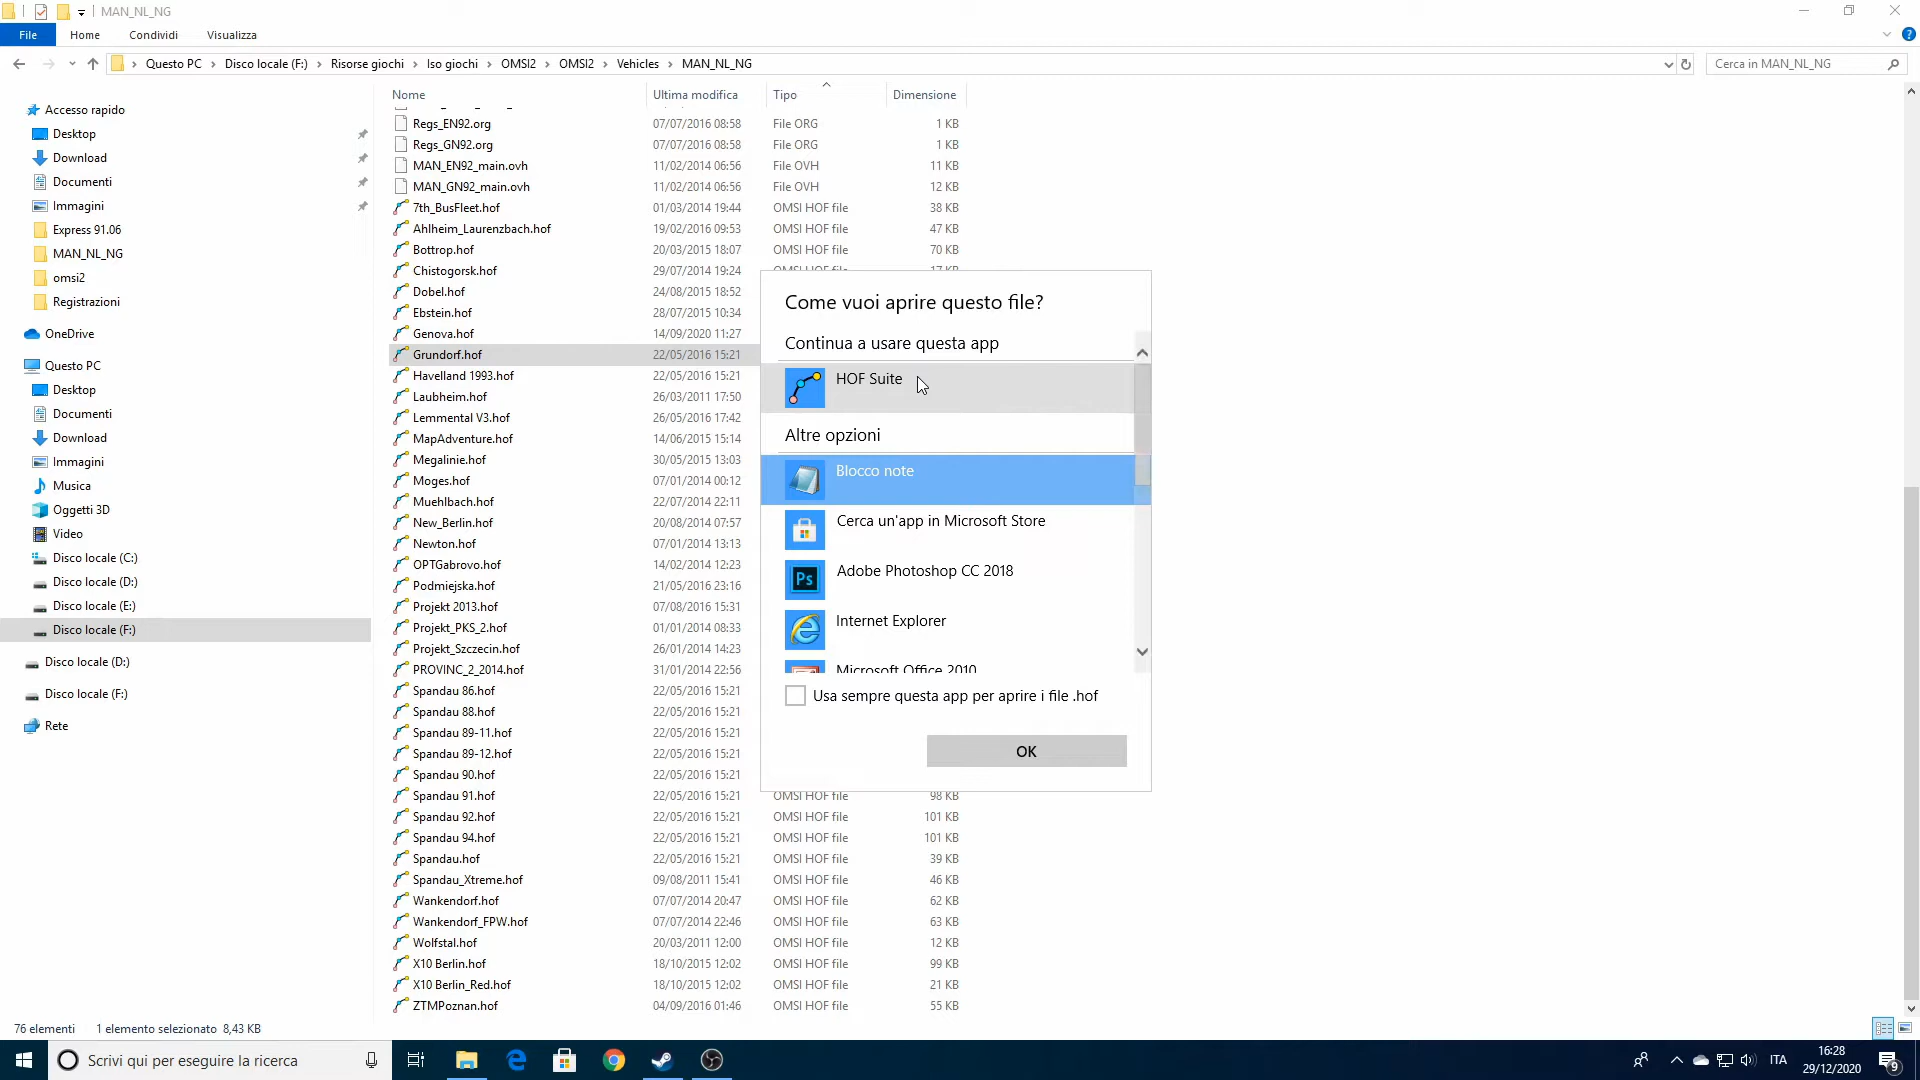 MAN_NL_NG
File Home Condividi Visualizza
Questo PC Disco locale (F:) Risorse giochi Iso giochi OMSI2 OMSI2 Vehicles MAN_NL_NG
Cerca in MAN_NL_NG
Accesso rapido
Desktop
Download
Documenti
Immagini
Express 91.06
MAN_NL_NG
omsi2
Registrazioni
OneDrive
Questo PC
Desktop
Documenti
Download
Immagini
Musica
Oggetti 3D
Video
Disco locale (C:)
Disco locale (D:)
Disco locale (E:)
Disco locale (F:)
Disco locale (D:)
Disco locale (F:)
Rete
Nome Ultima modifica Tipo Dimensione
Regs_EN92.org 07/07/2016 08:58 File ORG 1 KB
Regs_GN92.org 07/07/2016 08:58 File ORG 1 KB
MAN_EN92_main.ovh 11/02/2014 06:56 File OVH 11 KB
MAN_GN92_main.ovh 11/02/2014 06:56 File OVH 12 KB
7th_BusFleet.hof 01/03/2014 19:44 OMSI HOF file 38 KB
Ahlheim_Laurenzbach.hof 19/02/2016 09:53 OMSI HOF file 47 KB
Bottrop.hof 20/03/2015 18:07 OMSI HOF file 70 KB
Chistogorsk.hof 29/07/2014 19:24 OMSI HOF file 17 KB
Dobel.hof 24/08/2015 18:52
Ebstein.hof 28/07/2015 10:34
Genova.hof 14/09/2020 11:27
Grundorf.hof 22/05/2016 15:21
Havelland 1993.hof 22/05/2016 15:21
Laubheim.hof 26/03/2011 17:50
Lemmental V3.hof 26/05/2016 17:42
MapAdventure.hof 14/06/2015 15:14
Megalinie.hof 30/05/2015 13:03
Moges.hof 07/01/2014 00:12
Muehlbach.hof 22/07/2014 22:11
New_Berlin.hof 20/08/2014 07:57
Newton.hof 07/01/2014 13:13
OPTGabrovo.hof 14/02/2014 12:23
Podmiejska.hof 21/05/2016 23:16
Projekt 2013.hof 07/08/2016 15:31
Projekt_PKS_2.hof 01/01/2014 08:33
Projekt_Szczecin.hof 26/01/2014 14:23
PROVINC_2_2014.hof 31/01/2014 22:56
Spandau 86.hof 22/05/2016 15:21
Spandau 88.hof 22/05/2016 15:21
Spandau 89-11.hof 22/05/2016 15:21
Spandau 89-12.hof 22/05/2016 15:21
Spandau 90.hof 22/05/2016 15:21
Spandau 91.hof 22/05/2016 15:21 OMSI HOF file 98 KB
Spandau 92.hof 22/05/2016 15:21 OMSI HOF file 101 KB
Spandau 94.hof 22/05/2016 15:21 OMSI HOF file 101 KB
Spandau.hof 22/05/2016 15:21 OMSI HOF file 39 KB
Spandau_Xtreme.hof 09/08/2011 15:41 OMSI HOF file 46 KB
Wankendorf.hof 07/07/2014 20:47 OMSI HOF file 62 KB
Wankendorf_FPW.hof 07/07/2014 22:46 OMSI HOF file 63 KB
Wolfstal.hof 20/03/2011 12:00 OMSI HOF file 12 KB
X10 Berlin.hof 18/10/2015 12:02 OMSI HOF file 99 KB
X10 Berlin_Red.hof 18/10/2015 12:02 OMSI HOF file 21 KB
ZTMPoznan.hof 04/09/2016 01:46 OMSI HOF file 55 KB
Come vuoi aprire questo file?
Continua a usare questa app
HOF Suite
Altre opzioni
Blocco note
Cerca un'app in Microsoft Store
Ps Adobe Photoshop CC 2018
Internet Explorer
Microsoft Office 2010
Usa sempre questa app per aprire i file .hof
OK
76 elementi 1 elemento selezionato 8,43 KB
Scrivi qui per eseguire la ricerca
ITA
16:28
29/12/2020
9